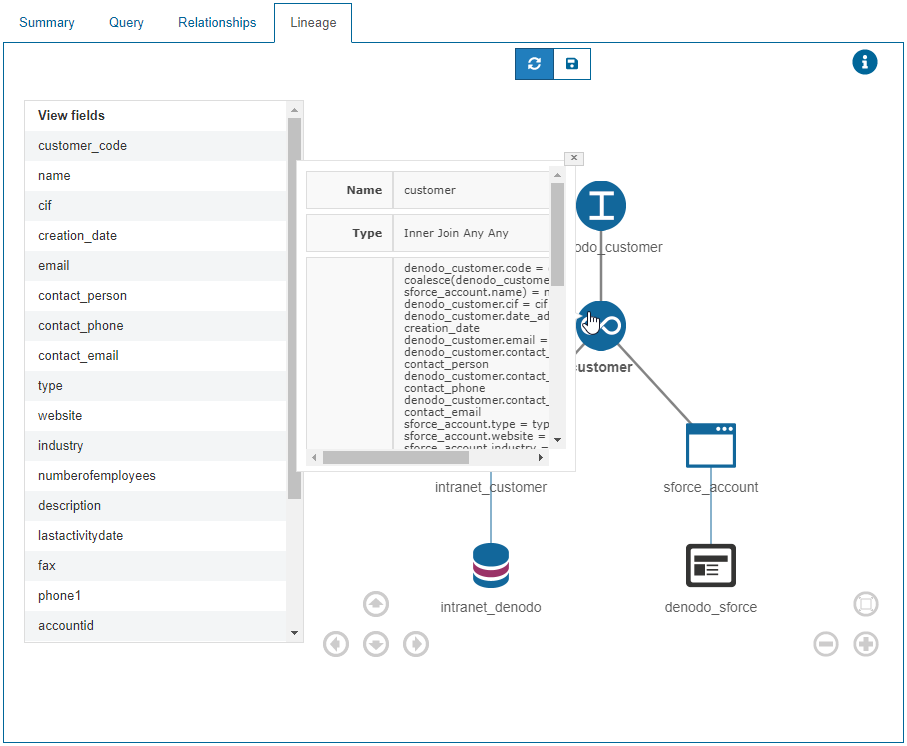 Summary Query Relationships Lineage
View fields
customer_code
name
cif
creation_date
email
contact_person
contact_phone
contact_email
type
website
industry
numberofemployees
description
lastactivitydate
fax
phone1
accountid
Name customer
Type Inner Join Any Any
denodo_customer.code =
coalesce(denodo_custome
sforce_account.name) =
denodo_customer.cif = cif
denodo_customer.date_ad
creation_date
denodo_customer.email =
denodo_customer.contact_
contact_person
denodo_customer.contact_
contact_phone
denodo_customer.contact_
contact_email
sforce_account.type = typ
sforce_account.website =
sforce_account.industry =
odo_customer
ustomer
intranet_customer
sforce_account
intranet_denodo
denodo_sforce